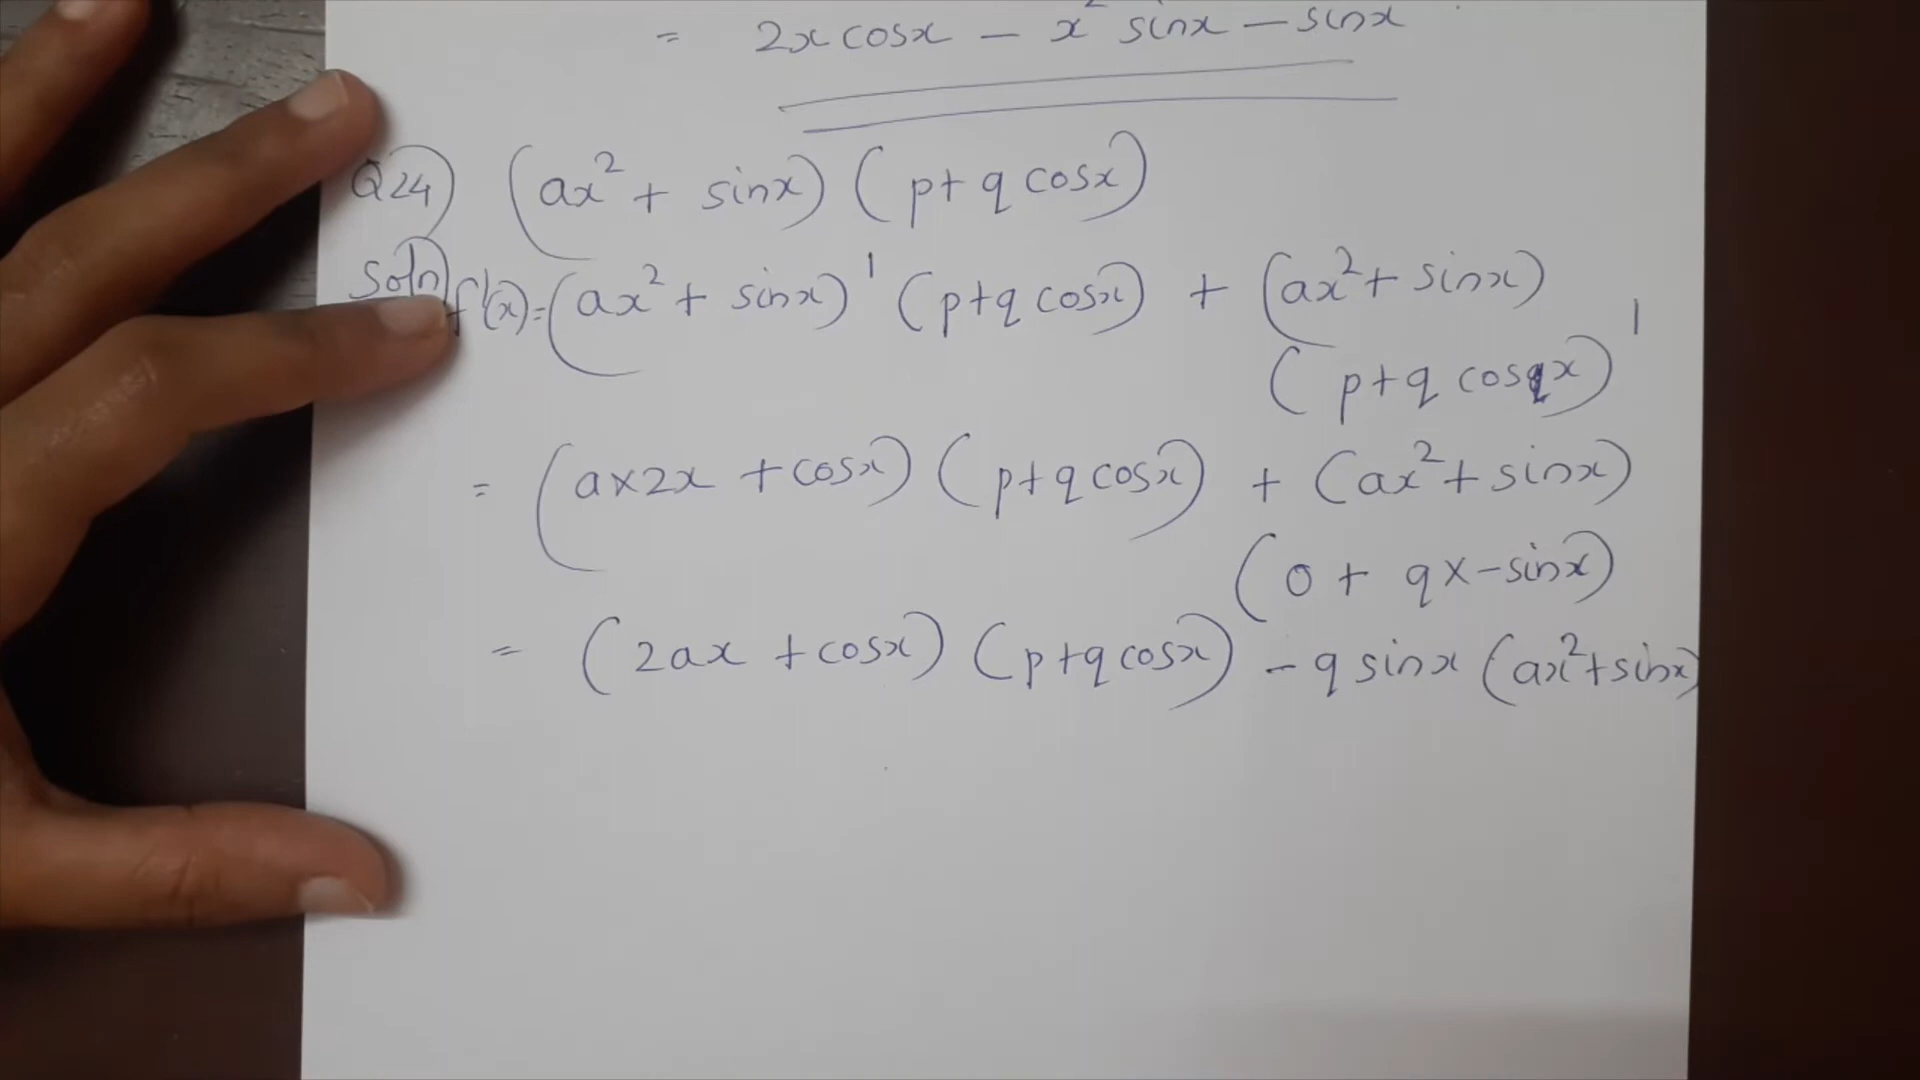 = 2x cosx - x² sinx - sinx
Q24) (ax² + sinx) (p + q cosx)
Soln) f'(x) = (ax² + sinx)' (p+q cosx) + (ax² + sinx)
(p+q cosqx)'
= (a×2x + cosx) (p+q cosx) + (ax² + sinx)
(0 + q× -sinx)
= (2ax + cosx) (p+q cosx) - q sinx (ax²+sinx)